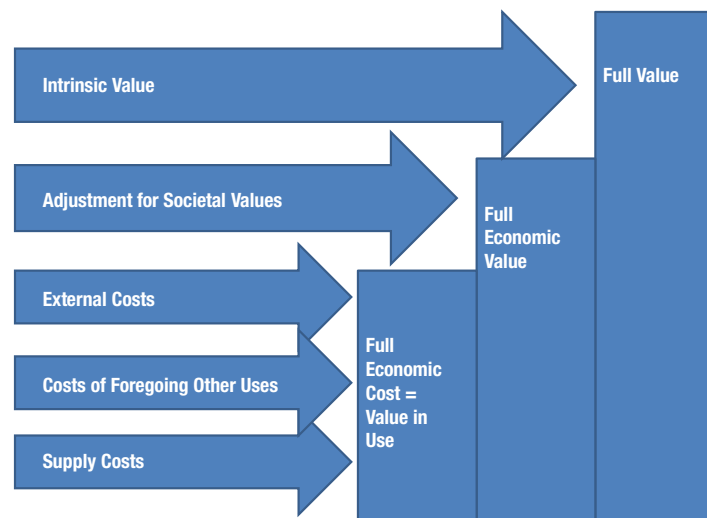 Intrinsic Value
Full Value
Adjustment for Societal Values
Full
Economic
Value
External Costs
Full
Economic
Cost =
Value in
Use
Costs of Foregoing Other Uses
Supply Costs